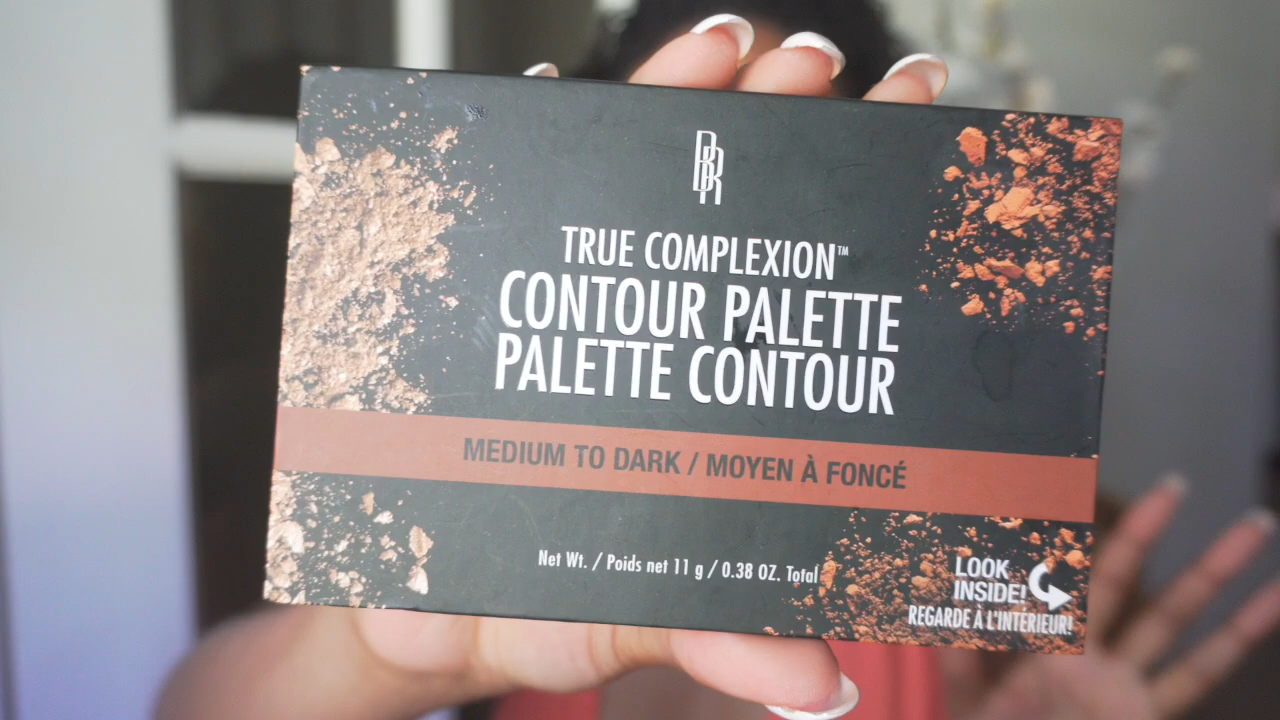 BR
TRUE COMPLEXION™
CONTOUR PALETTE
PALETTE CONTOUR
MEDIUM TO DARK / MOYEN À FONCÉ
Net Wt. / Poids net 11 g / 0.38 OZ. Total
LOOK
INSIDE!
REGARDE À L'INTÉRIEUR!